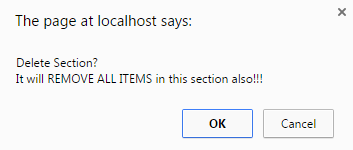 The page at localhost says:
Delete Section?
It will REMOVE ALL ITEMS in this section also!!!
OK
Cancel